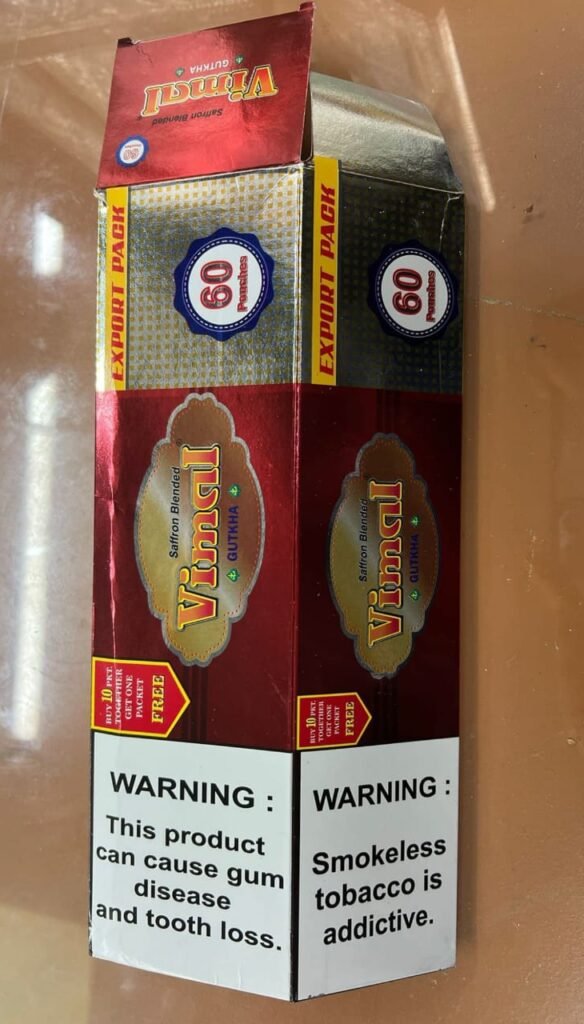 Vimal
GUTKHA
Saffron Blended
60
EXPORT PACK
60
Pouches
Saffron Blended
Vimal
GUTKHA
BUY 10 PKT.
TOGETHER
GET ONE
PACKET
FREE
WARNING :
This product
can cause gum
disease
and tooth loss.
EXPORT PACK
60
Pouches
Saffron Blended
Vimal
GUTKHA
BUY 10 PKT.
TOGETHER
GET ONE
PACKET
FREE
WARNING :
Smokeless
tobacco is
addictive.